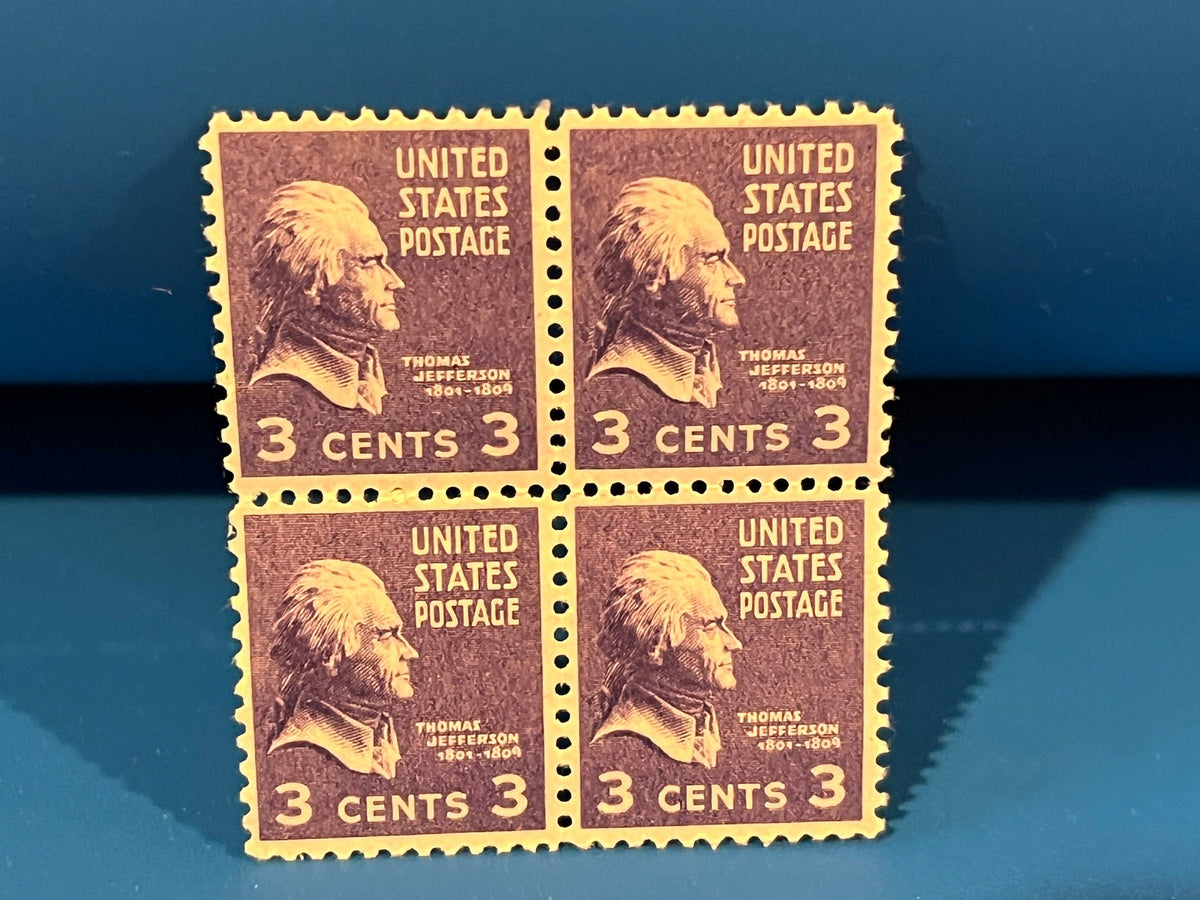 UNITED
STATES
POSTAGE
THOMAS
JEFFERSON
1801-1809
3 CENTS 3
UNITED
STATES
POSTAGE
THOMAS
JEFFERSON
1801-1809
3 CENTS 3
UNITED
STATES
POSTAGE
THOMAS
JEFFERSON
1801-1809
3 CENTS 3
UNITED
STATES
POSTAGE
THOMAS
JEFFERSON
1801-1809
3 CENTS 3